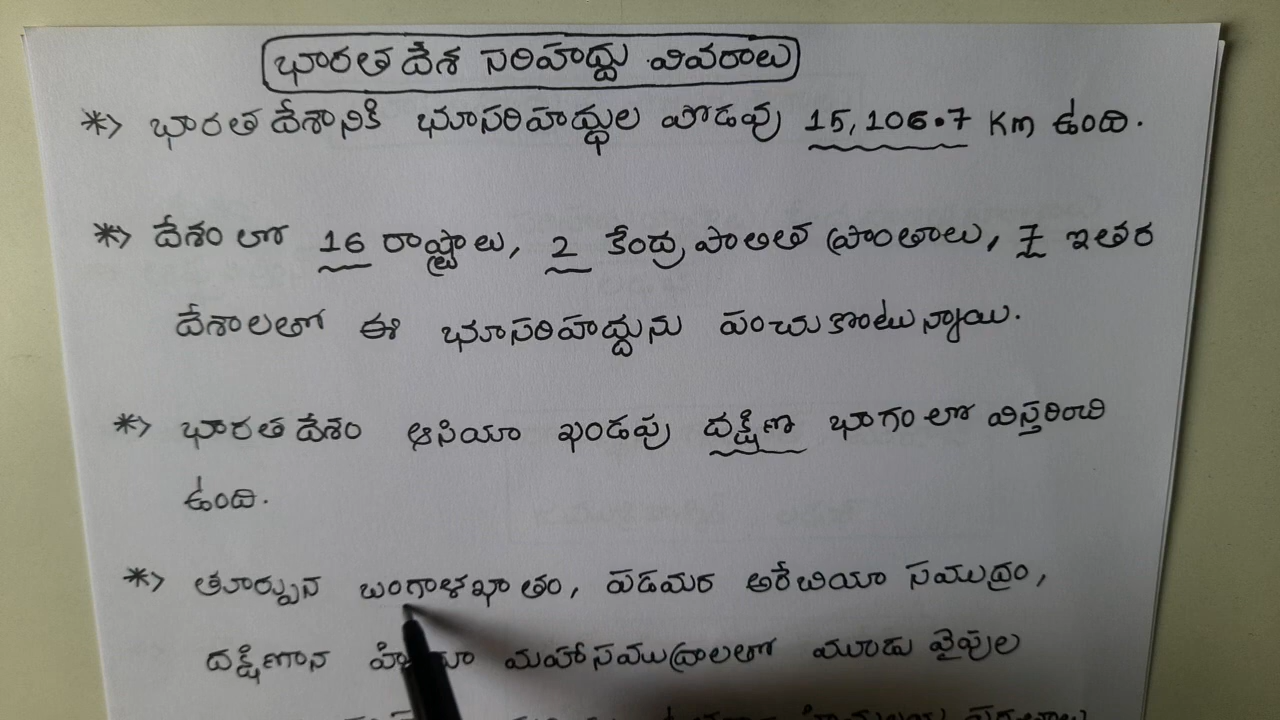 భారతదేశ సరిహద్దు వివరాలు
*> భారతదేశానికి భూసరిహద్ధుల పొడవు 15,106.7 Km ఉంది.
*> దేశంలో 16 రాష్ట్రాలు, 2 కేంద్రపాలిత ప్రాంతాలు, 7 ఇతర
దేశాలతో ఈ భూసరిహద్దును పంచుకొంటున్నాయి.
*> భారతదేశం ఆసియా ఖండపు దక్షిణ భాగంలో విస్తరించి
ఉంది.
*> తూర్పున బంగాళఖాతం, పడమర అరేబియా సముద్రం,
దక్షిణాన మహాసముద్రాలతో మూడు వైపుల